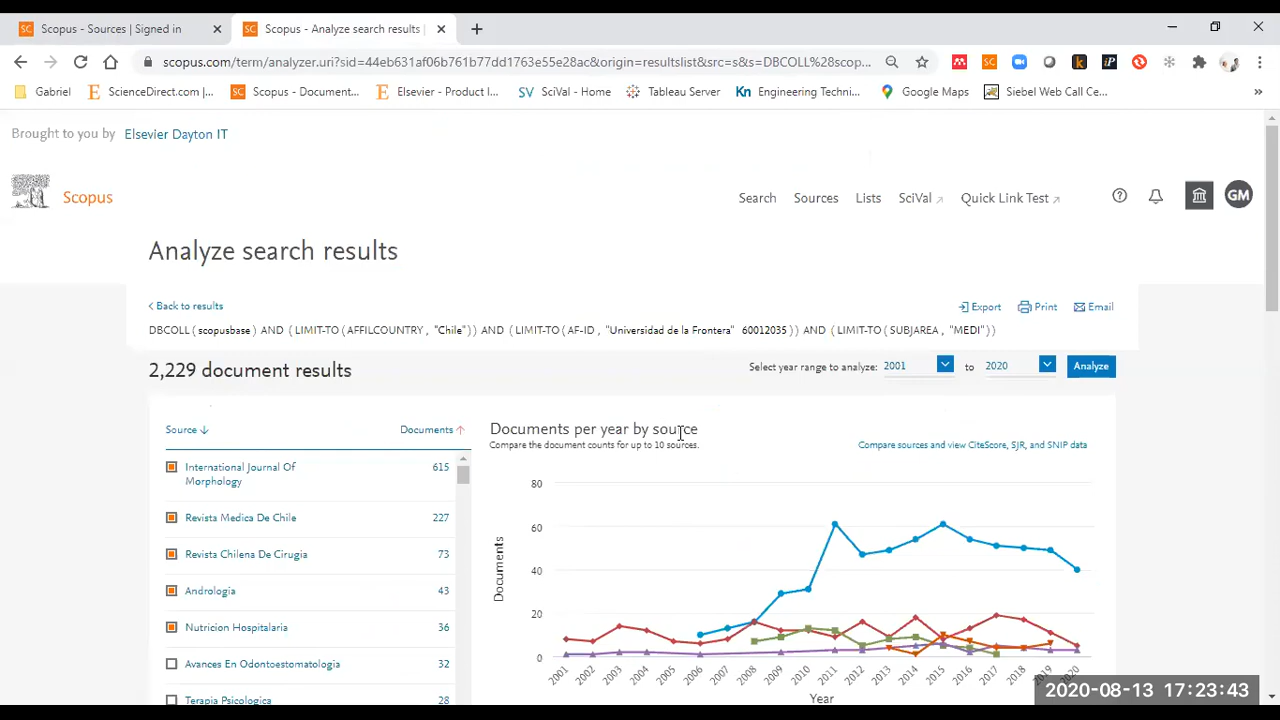 Scopus - Sources | Signed in
Scopus - Analyze search results |
scopus.com/term/analyzer.uri?sid=44eb631af008761b77dd1763e55e28ac&origin=resultslist&src=s&s=DBCOLL%28scop...
Gabriel
ScienceDirect.com |...
Scopus - Document...
Elsevier - Product I...
SciVal - Home
Tableau Server
Kn Engineering Techni...
Google Maps
Siebel Web Call Ce...
Brought to you by Elsevier Dayton IT
Scopus
Search Sources Lists SciVal Quick Link Test
GM
Analyze search results
Back to results
Export Print Email
DBCOLL ( scopusbase ) AND ( LIMIT-TO ( AFFILCOUNTRY , "Chile" ) ) AND ( LIMIT-TO ( AF-ID , "Universidad de la Frontera" 60012035 ) ) AND ( LIMIT-TO ( SUBJAREA , "MEDI" ) )
2,229 document results
Select year range to analyze: 2001 to 2020 Analyze
Source Documents
International Journal Of Morphology 615
Revista Medica De Chile 227
Revista Chilena De Cirugia 73
Andrologia 43
Nutricion Hospitalaria 36
Avances En Odontoestomatologia 32
Terapia Psicologica 28
Documents per year by source
Compare the document counts for up to 10 sources.
Compare sources and view CiteScore, SJR, and SNIP data
80
60
40
20
0
Documents
2001 2002 2003 2004 2005 2006 2007 2008 2009 2010 2011 2012 2013 2014 2015 2016 2017 2018 2019 2020
Year
2020-08-13 17:23:43